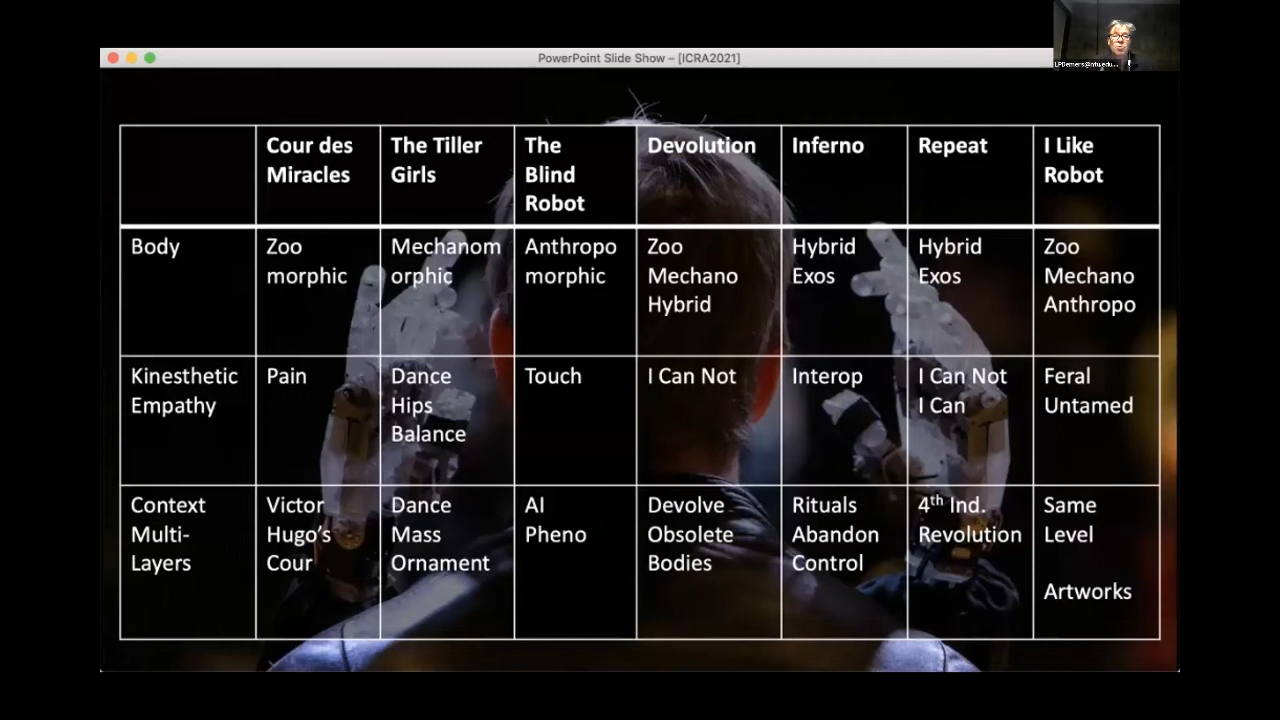 PowerPoint Slide Show – [ICRA2021]
LPDemers@ntu.edu...
Cour des
Miracles
The Tiller
Girls
The
Blind
Robot
Devolution
Inferno
Repeat
I Like
Robot
Body
Zoo
morphic
Mechanom
orphic
Anthropo
morphic
Zoo
Mechano
Hybrid
Hybrid
Exos
Hybrid
Exos
Zoo
Mechano
Anthropo
Kinesthetic
Empathy
Pain
Dance
Hips
Balance
Touch
I Can Not
Interop
I Can Not
I Can
Feral
Untamed
Context
Multi-
Layers
Victor
Hugo's
Cour
Dance
Mass
Ornament
AI
Pheno
Devolve
Obsolete
Bodies
Rituals
Abandon
Control
4th Ind.
Revolution
Same
Level
Artworks